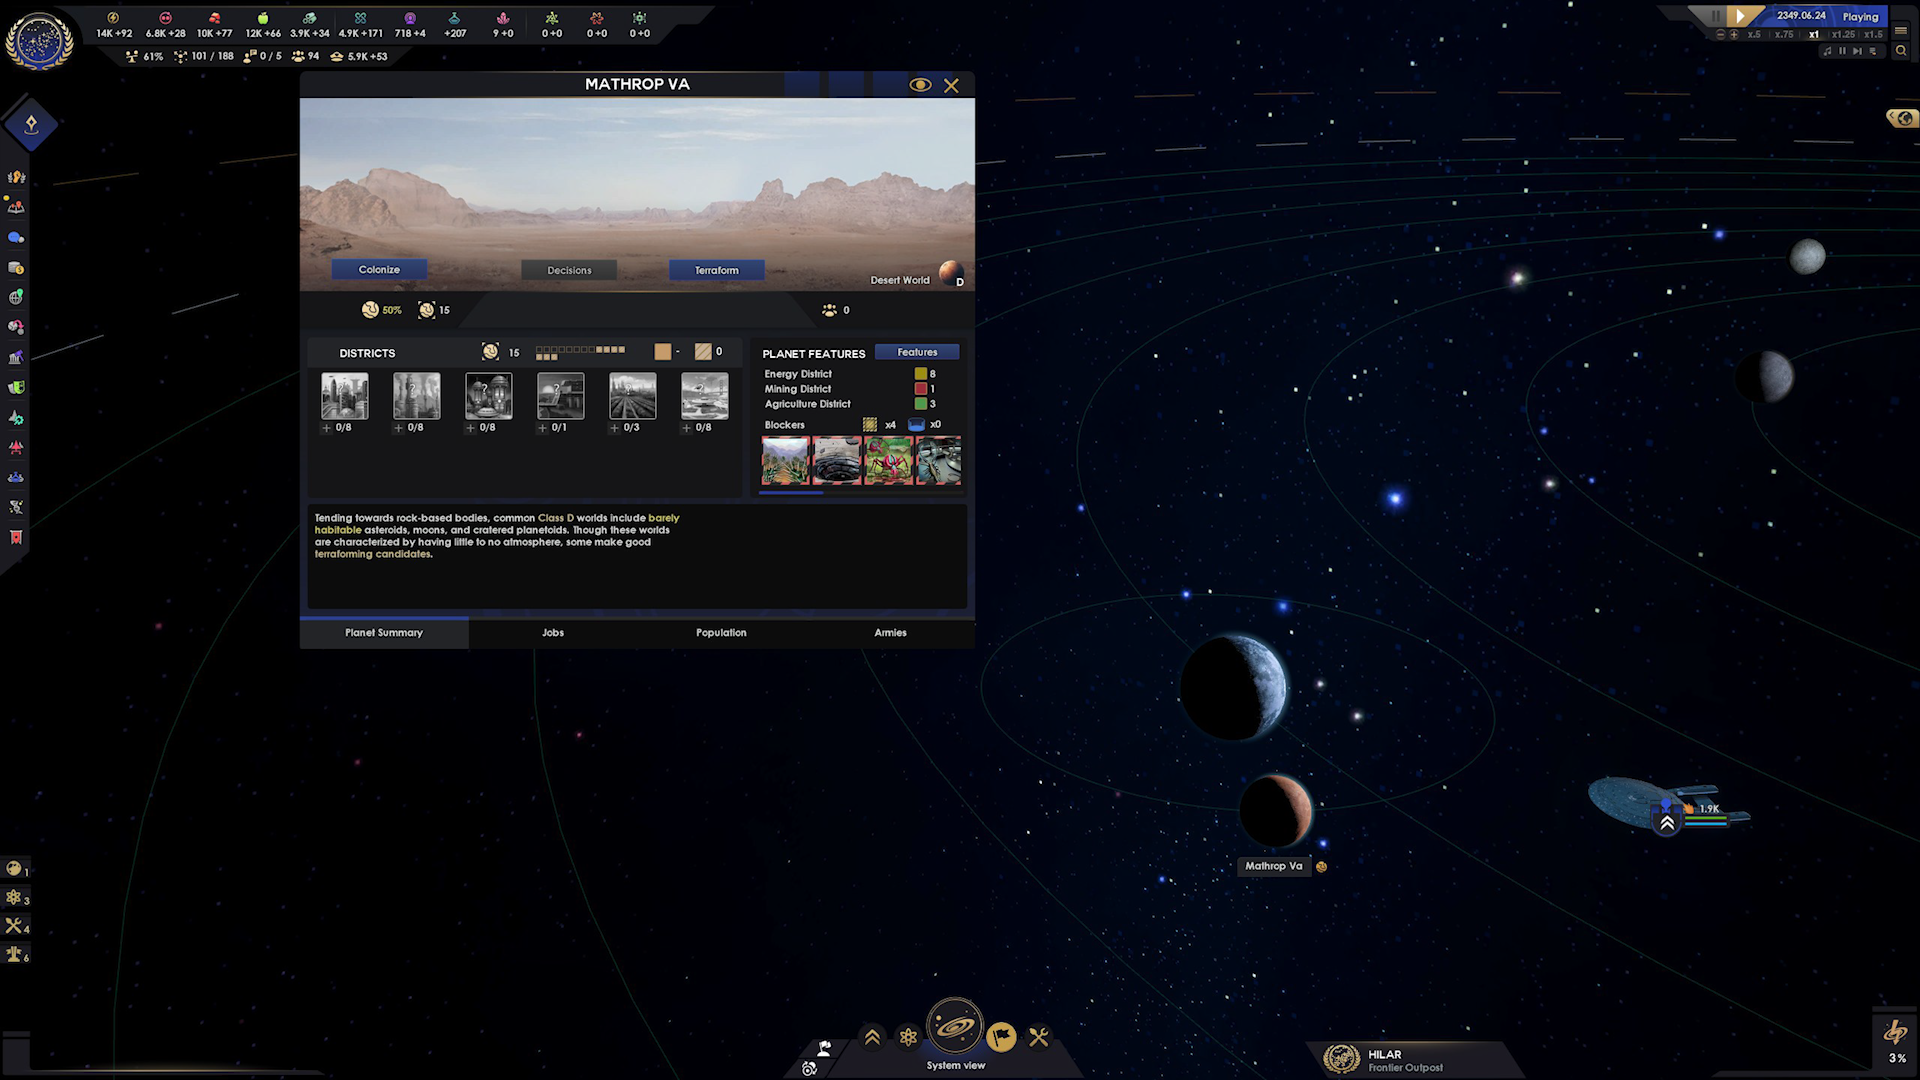 14K +92 6.8K +28 10K +77 12K +66 3.9K +34 4.9K +171 718 +4 +207 9 +0 0 +0 0 +0 0 +0
61% 101 / 188 0 / 5 94 5.9K +53
2349.06.24 Playing
x.5 x.75 x1 x1.25 x1.5
MATHROP VA
Colonize Decisions Terraform
Desert World D
50% 15 0
DISTRICTS 15 - 0
0/8 0/8 0/8 0/1 0/3 0/8
PLANET FEATURES Features
Energy District 8
Mining District 1
Agriculture District 3
Blockers x4 x0
Tending towards rock-based bodies, common Class D worlds include barely
habitable asteroids, moons, and cratered planetoids. Though these worlds
are characterized by having little to no atmosphere, some make good
terraforming candidates.
Planet Summary Jobs Population Armies
1.9K
Mathrop Va
1
3
4
6
System view
HILAR
Frontier Outpost
3%